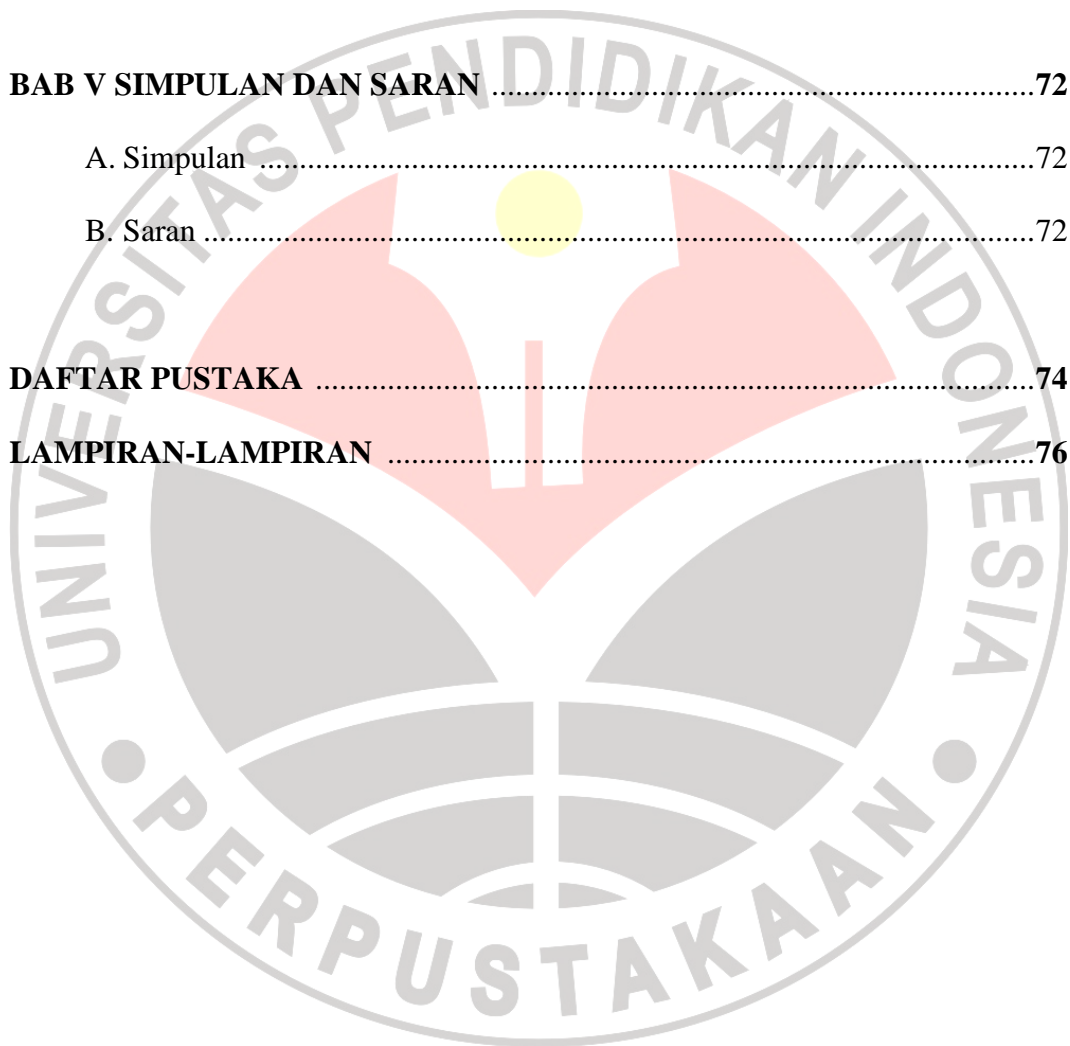 BAB V SIMPULAN DAN SARAN ....................................................................72
A. Simpulan ..................................................................................................72
B. Saran ........................................................................................................72
DAFTAR PUSTAKA ..........................................................................................74
LAMPIRAN-LAMPIRAN .................................................................................76
UNIVERSITAS PENDIDIKAN INDONESIA
PERPUSTAKAAN